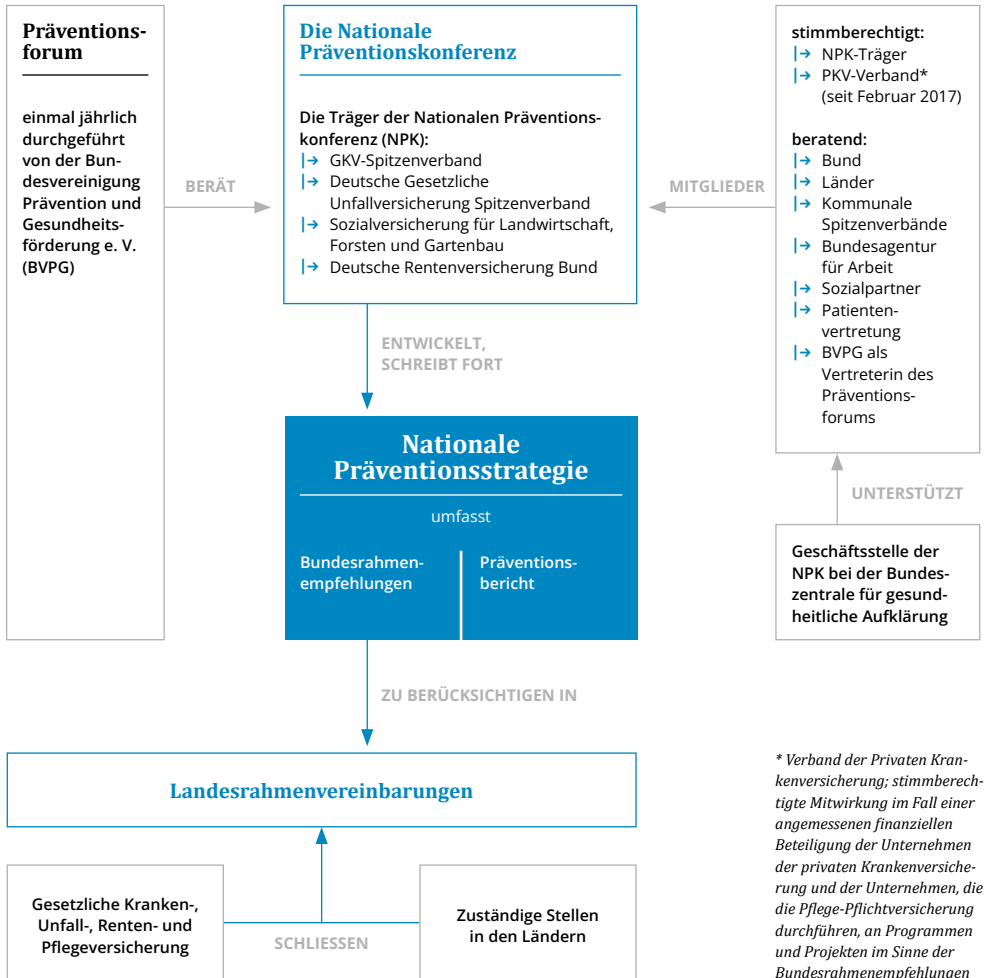 Präventions-
forum
einmal jährlich
durchgeführt
von der Bun-
desvereinigung
Prävention und
Gesundheits-
förderung e. V.
(BVPG)
BERÄT
Die Nationale
Präventionskonferenz
Die Träger der Nationalen Präventions-
konferenz (NPK):
GKV-Spitzenverband
Deutsche Gesetzliche
Unfallversicherung Spitzenverband
Sozialversicherung für Landwirtschaft,
Forsten und Gartenbau
Deutsche Rentenversicherung Bund
MITGLIEDER
stimmberechtigt:
NPK-Träger
PKV-Verband*
(seit Februar 2017)
beratend:
Bund
Länder
Kommunale
Spitzenverbände
Bundesagentur
für Arbeit
Sozialpartner
Patienten-
vertretung
BVPG als
Vertreterin des
Präventions-
forums
UNTERSTÜTZT
Geschäftsstelle der
NPK bei der Bundes-
zentrale für gesund-
heitliche Aufklärung
ENTWICKELT,
SCHREIBT FORT
Nationale
Präventionsstrategie
umfasst
Bundesrahmen-
empfehlungen
Präventions-
bericht
ZU BERÜCKSICHTIGEN IN
Landesrahmenvereinbarungen
Gesetzliche Kranken-,
Unfall-, Renten- und
Pflegeversicherung
SCHLIESSEN
Zuständige Stellen
in den Ländern
* Verband der Privaten Kran-
kenversicherung; stimmberech-
tigte Mitwirkung im Fall einer
angemessenen finanziellen
Beteiligung der Unternehmen
der privaten Krankenversiche-
rung und der Unternehmen, die
die Pflege-Pflichtversicherung
durchführen, an Programmen
und Projekten im Sinne der
Bundesrahmenempfehlungen